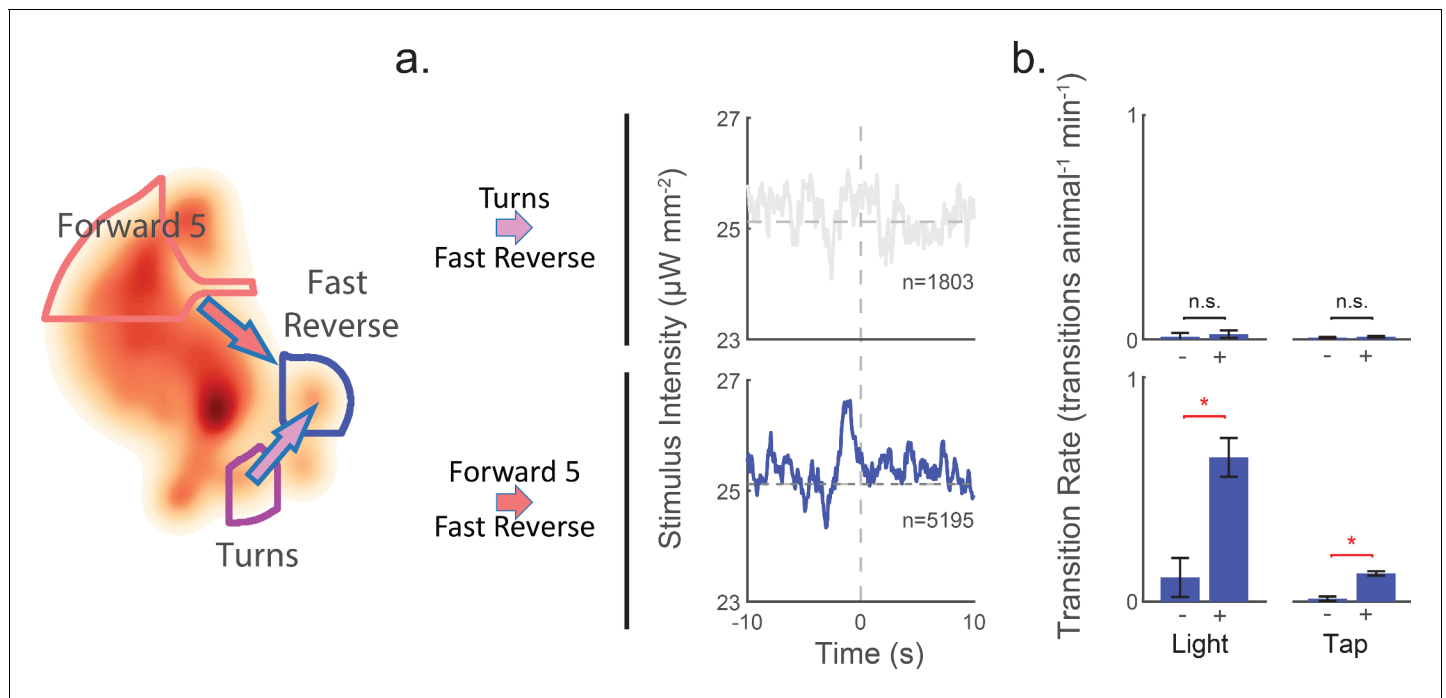 a.
b.
Forward 5
Fast
Reverse
Turns
Turns
Fast Reverse
Forward 5
Fast Reverse
Stimulus Intensity (µW mm⁻²)
27
25
23
n=1803
27
25
23
n=5195
-10
0
10
Time (s)
Transition Rate (transitions animal⁻¹ min⁻¹)
1
0
n.s.
n.s.
- +
- +
1
0
*
*
- +
- +
Light
Tap